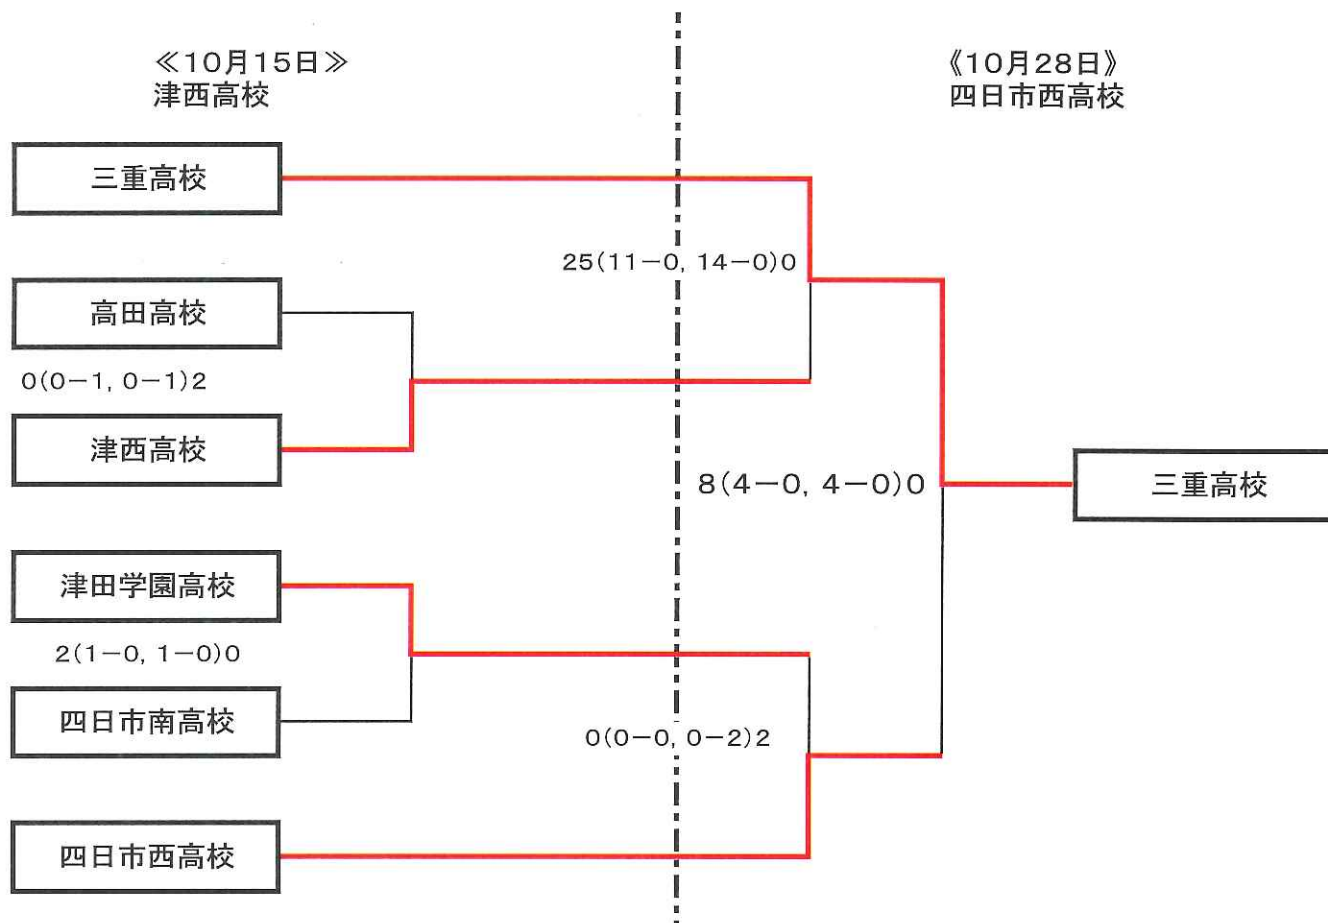 ≪10月15日≫
津西高校
《10月28日》
四日市西高校
三重高校
25(11-0, 14-0)0
高田高校
0(0-1, 0-1)2
津西高校
8(4-0, 4-0)0
三重高校
津田学園高校
2(1-0, 1-0)0
四日市南高校
0(0-0, 0-2)2
四日市西高校